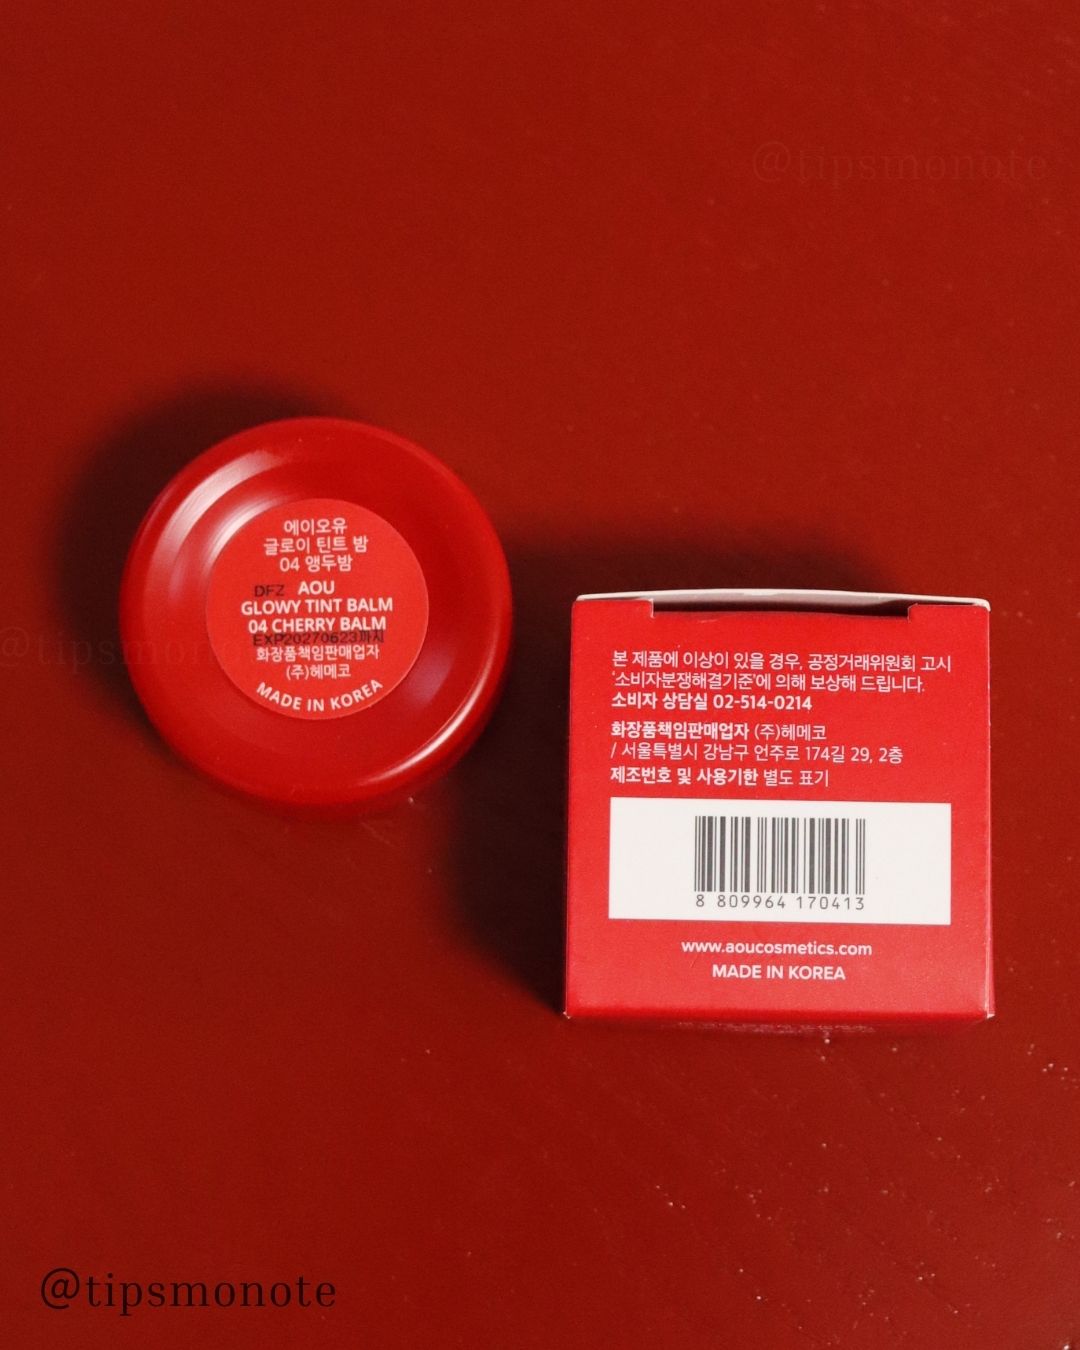 @tipsmonote
에이오유
글로이 틴트 밤
04 앵두밤
DFZ AOU
GLOWY TINT BALM
04 CHERRY BALM
EXP20270623까지
화장품책임판매업자
(주)헤메코
MADE IN KOREA
@tipsmonote
본 제품에 이상이 있을 경우, 공정거래위원회 고시
'소비자분쟁해결기준'에 의해 보상해 드립니다.
소비자 상담실 02-514-0214
화장품책임판매업자 (주)헤메코
/ 서울특별시 강남구 언주로 174길 29, 2층
제조번호 및 사용기한 별도 표기
8 809964 170413
www.aoucosmetics.com
MADE IN KOREA
@tipsmonote